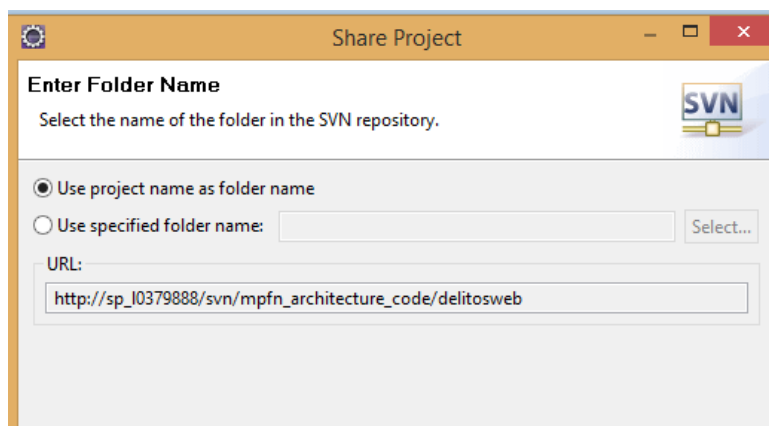 Share Project
Enter Folder Name
Select the name of the folder in the SVN repository.
SVN
Use project name as folder name
Use specified folder name:
Select...
URL:
http://sp_l0379888/svn/mpfn_architecture_code/delitosweb